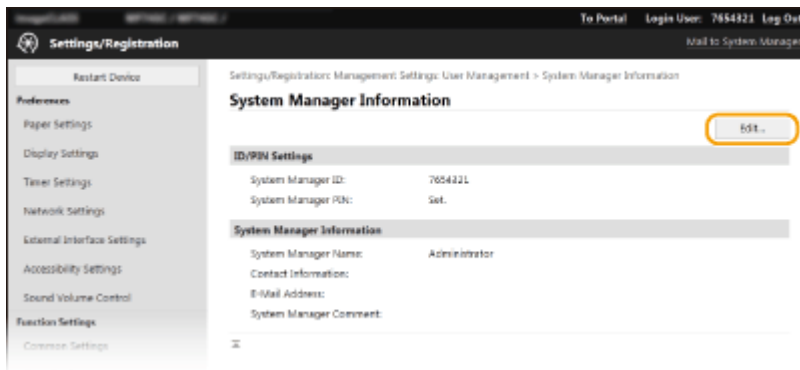 To Portal Login User: 7654321 Log Out
Settings/Registration
Mail to System Manager
Restart Device
Preferences
Paper Settings
Display Settings
Timer Settings
Network Settings
External Interface Settings
Accessibility Settings
Sound Volume Control
Function Settings
Common Settings
Settings/Registration: Management Settings: User Management > System Manager Information
System Manager Information
Edit...
ID/PIN Settings
System Manager ID: 7654321
System Manager PIN: Set.
System Manager Information
System Manager Name: Administrator
Contact Information:
E-Mail Address:
System Manager Comment: